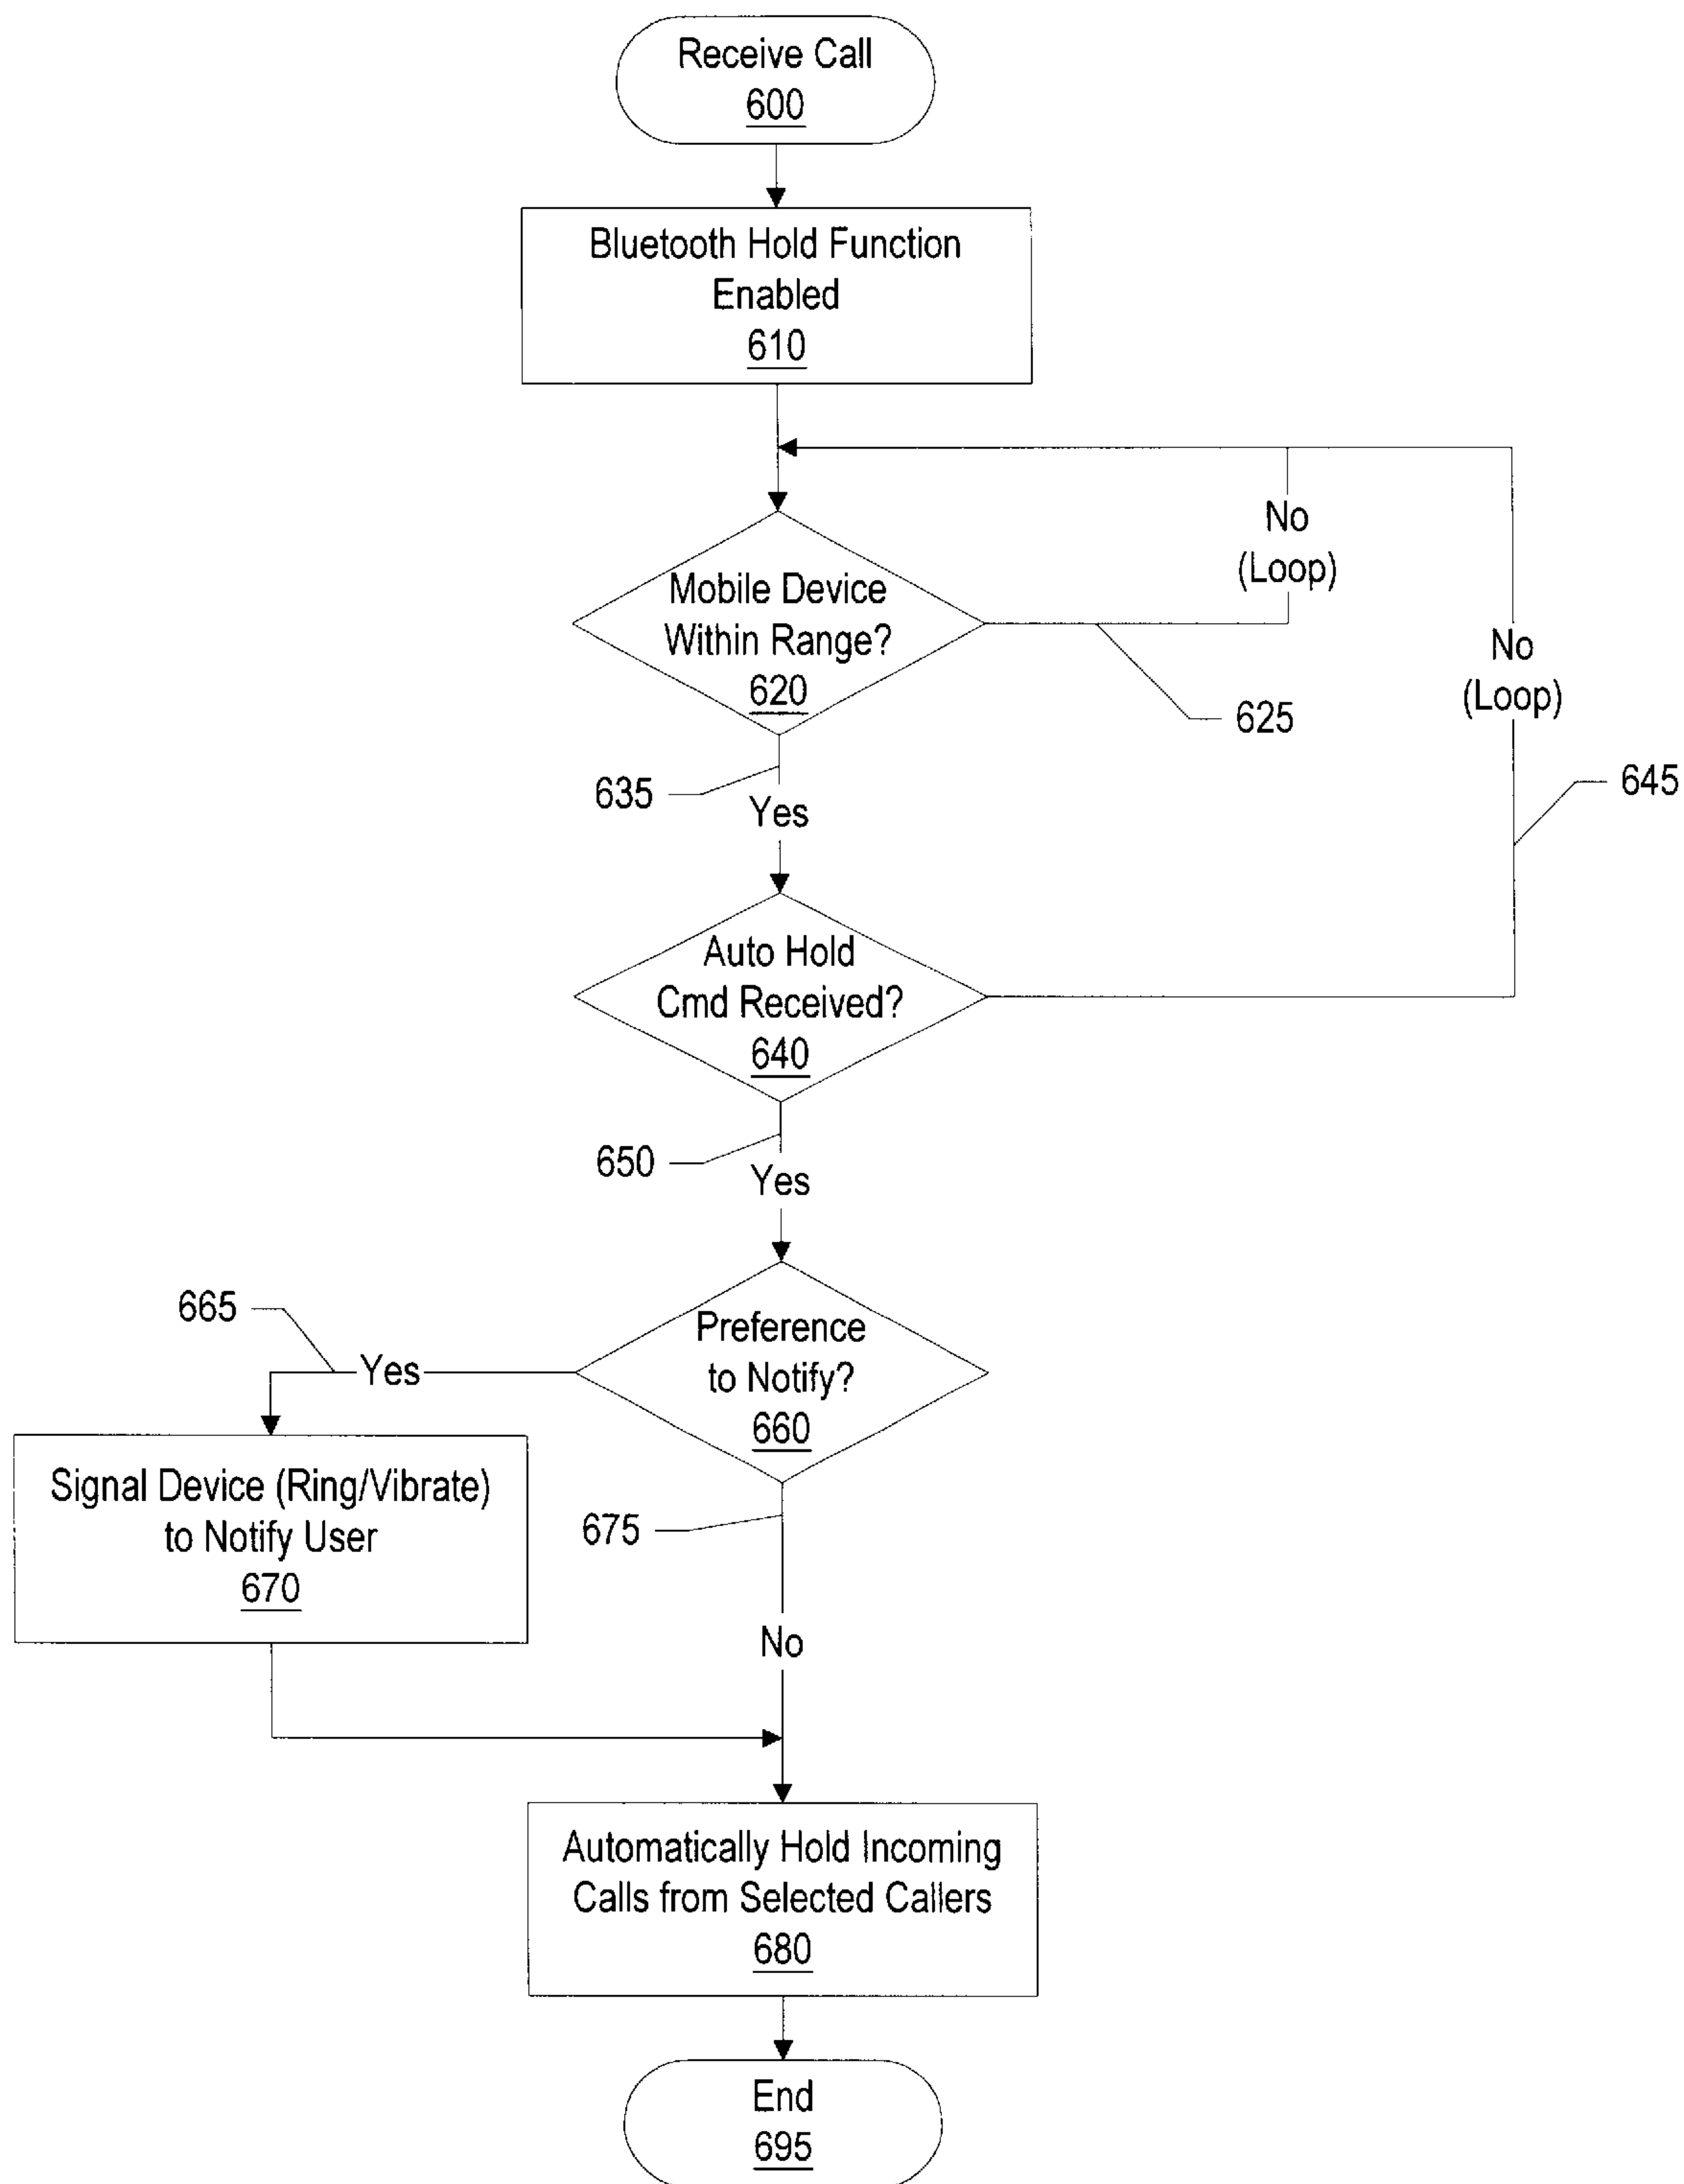 Receive Call
600
Bluetooth Hold Function
Enabled
610
No
(Loop)
Mobile Device
Within Range?
620
625
No
(Loop)
635
Yes
645
Auto Hold
Cmd Received?
640
650
Yes
665
Yes
Preference
to Notify?
660
Signal Device (Ring/Vibrate)
to Notify User
670
675
No
Automatically Hold Incoming
Calls from Selected Callers
680
End
695